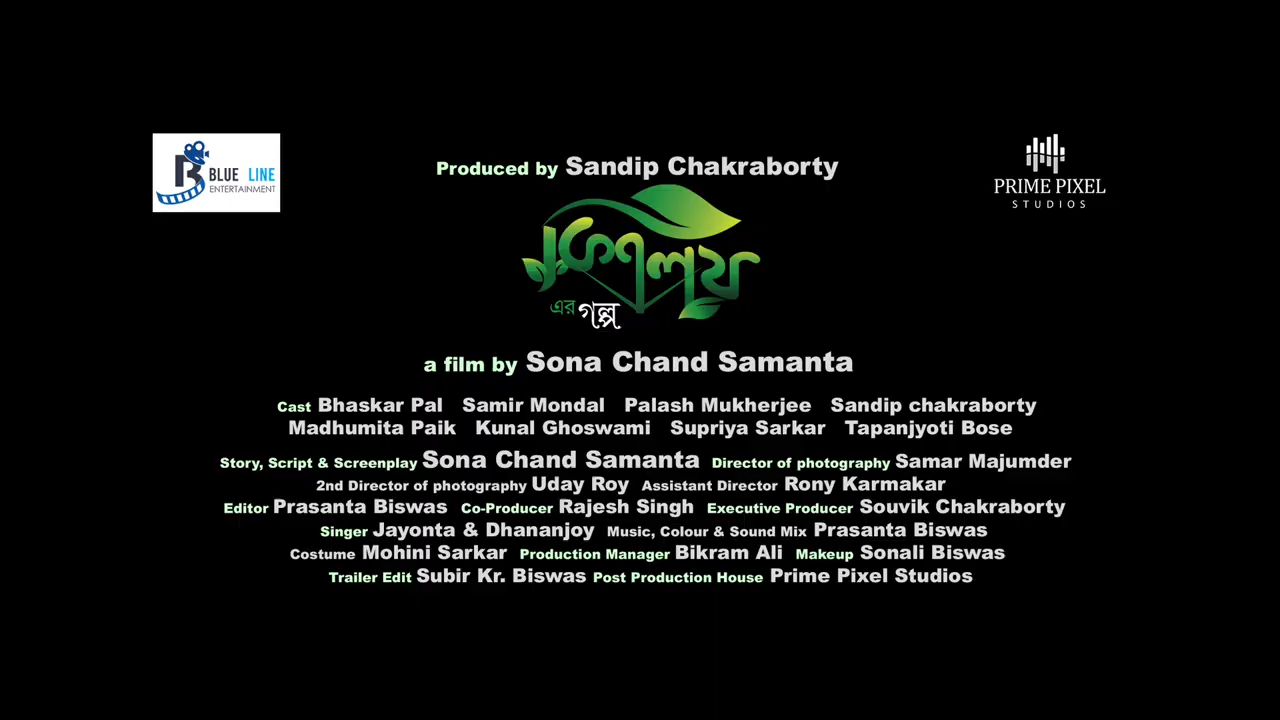 BLUE LINE
ENTERTAINMENT
Produced by Sandip Chakraborty
PRIME PIXEL
STUDIOS
এর গল্প
a film by Sona Chand Samanta
Cast Bhaskar Pal Samir Mondal Palash Mukherjee Sandip chakraborty
Madhumita Paik Kunal Ghoswami Supriya Sarkar Tapanjyoti Bose
Story, Script & Screenplay Sona Chand Samanta Director of photography Samar Majumder
2nd Director of photography Uday Roy Assistant Director Rony Karmakar
Editor Prasanta Biswas Co-Producer Rajesh Singh Executive Producer Souvik Chakraborty
Singer Jayonta & Dhananjoy Music, Colour & Sound Mix Prasanta Biswas
Costume Mohini Sarkar Production Manager Bikram Ali Makeup Sonali Biswas
Trailer Edit Subir Kr. Biswas Post Production House Prime Pixel Studios